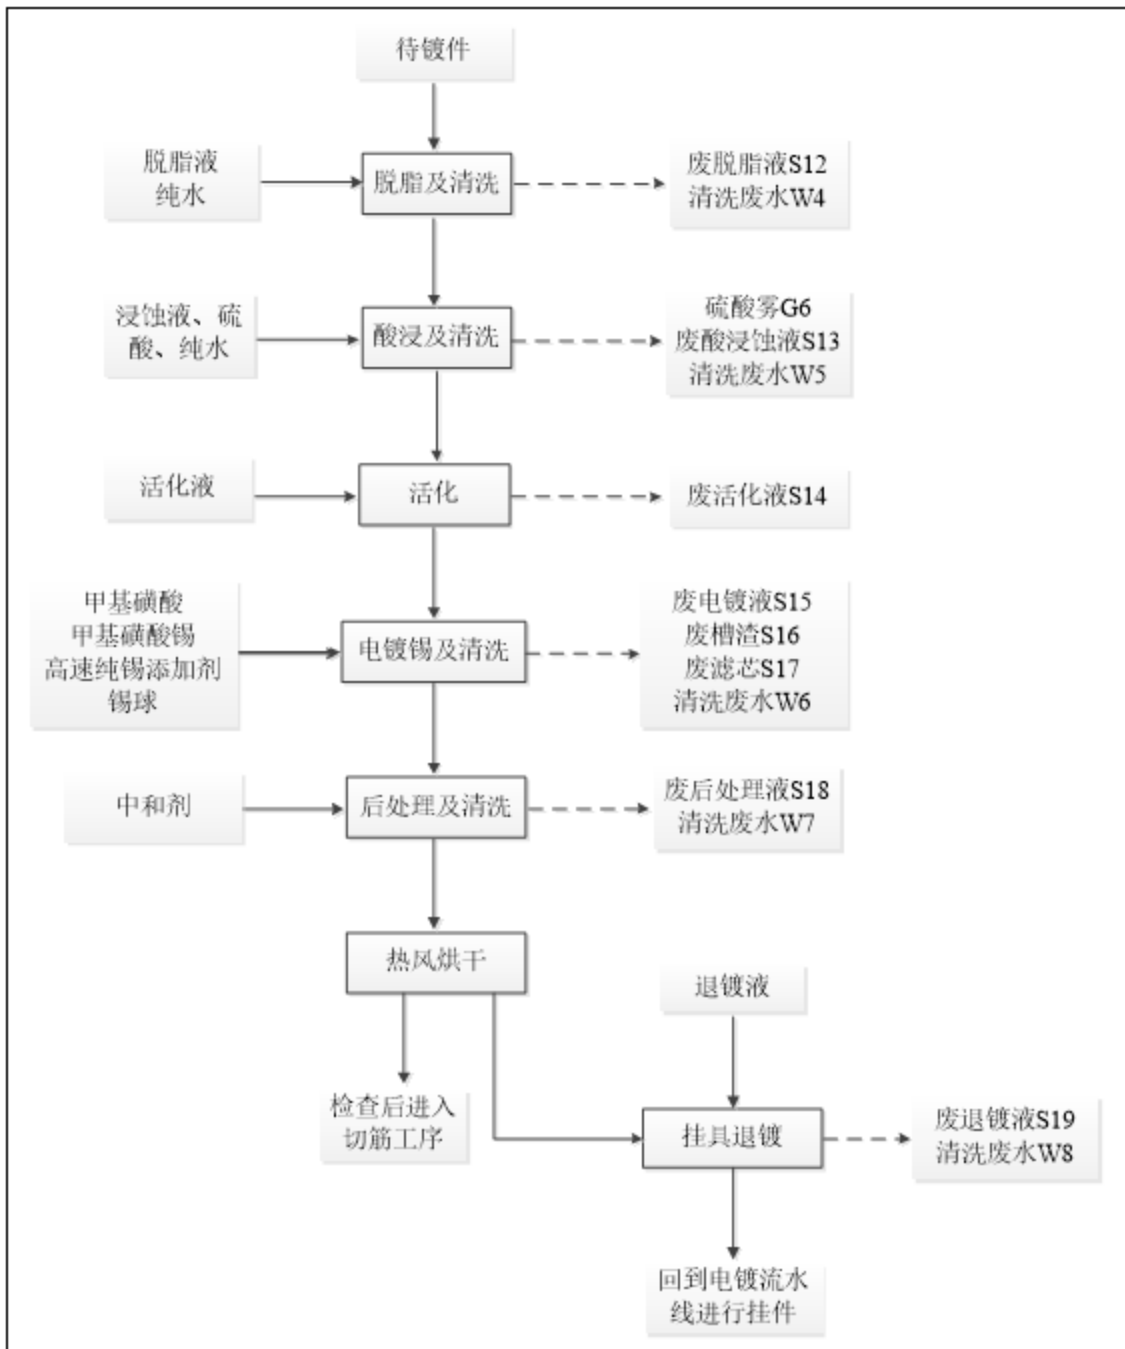 待镀件
脱脂液
纯水
脱脂及清洗
废脱脂液S12
清洗废水W4
浸蚀液、硫
酸、纯水
酸浸及清洗
硫酸雾G6
废酸浸蚀液S13
清洗废水W5
活化液
活化
废活化液S14
甲基磺酸
甲基磺酸锡
高速纯锡添加剂
锡球
电镀锡及清洗
废电镀液S15
废槽渣S16
废滤芯S17
清洗废水W6
中和剂
后处理及清洗
废后处理液S18
清洗废水W7
热风烘干
退镀液
检查后进入
切筋工序
挂具退镀
废退镀液S19
清洗废水W8
回到电镀流水
线进行挂件